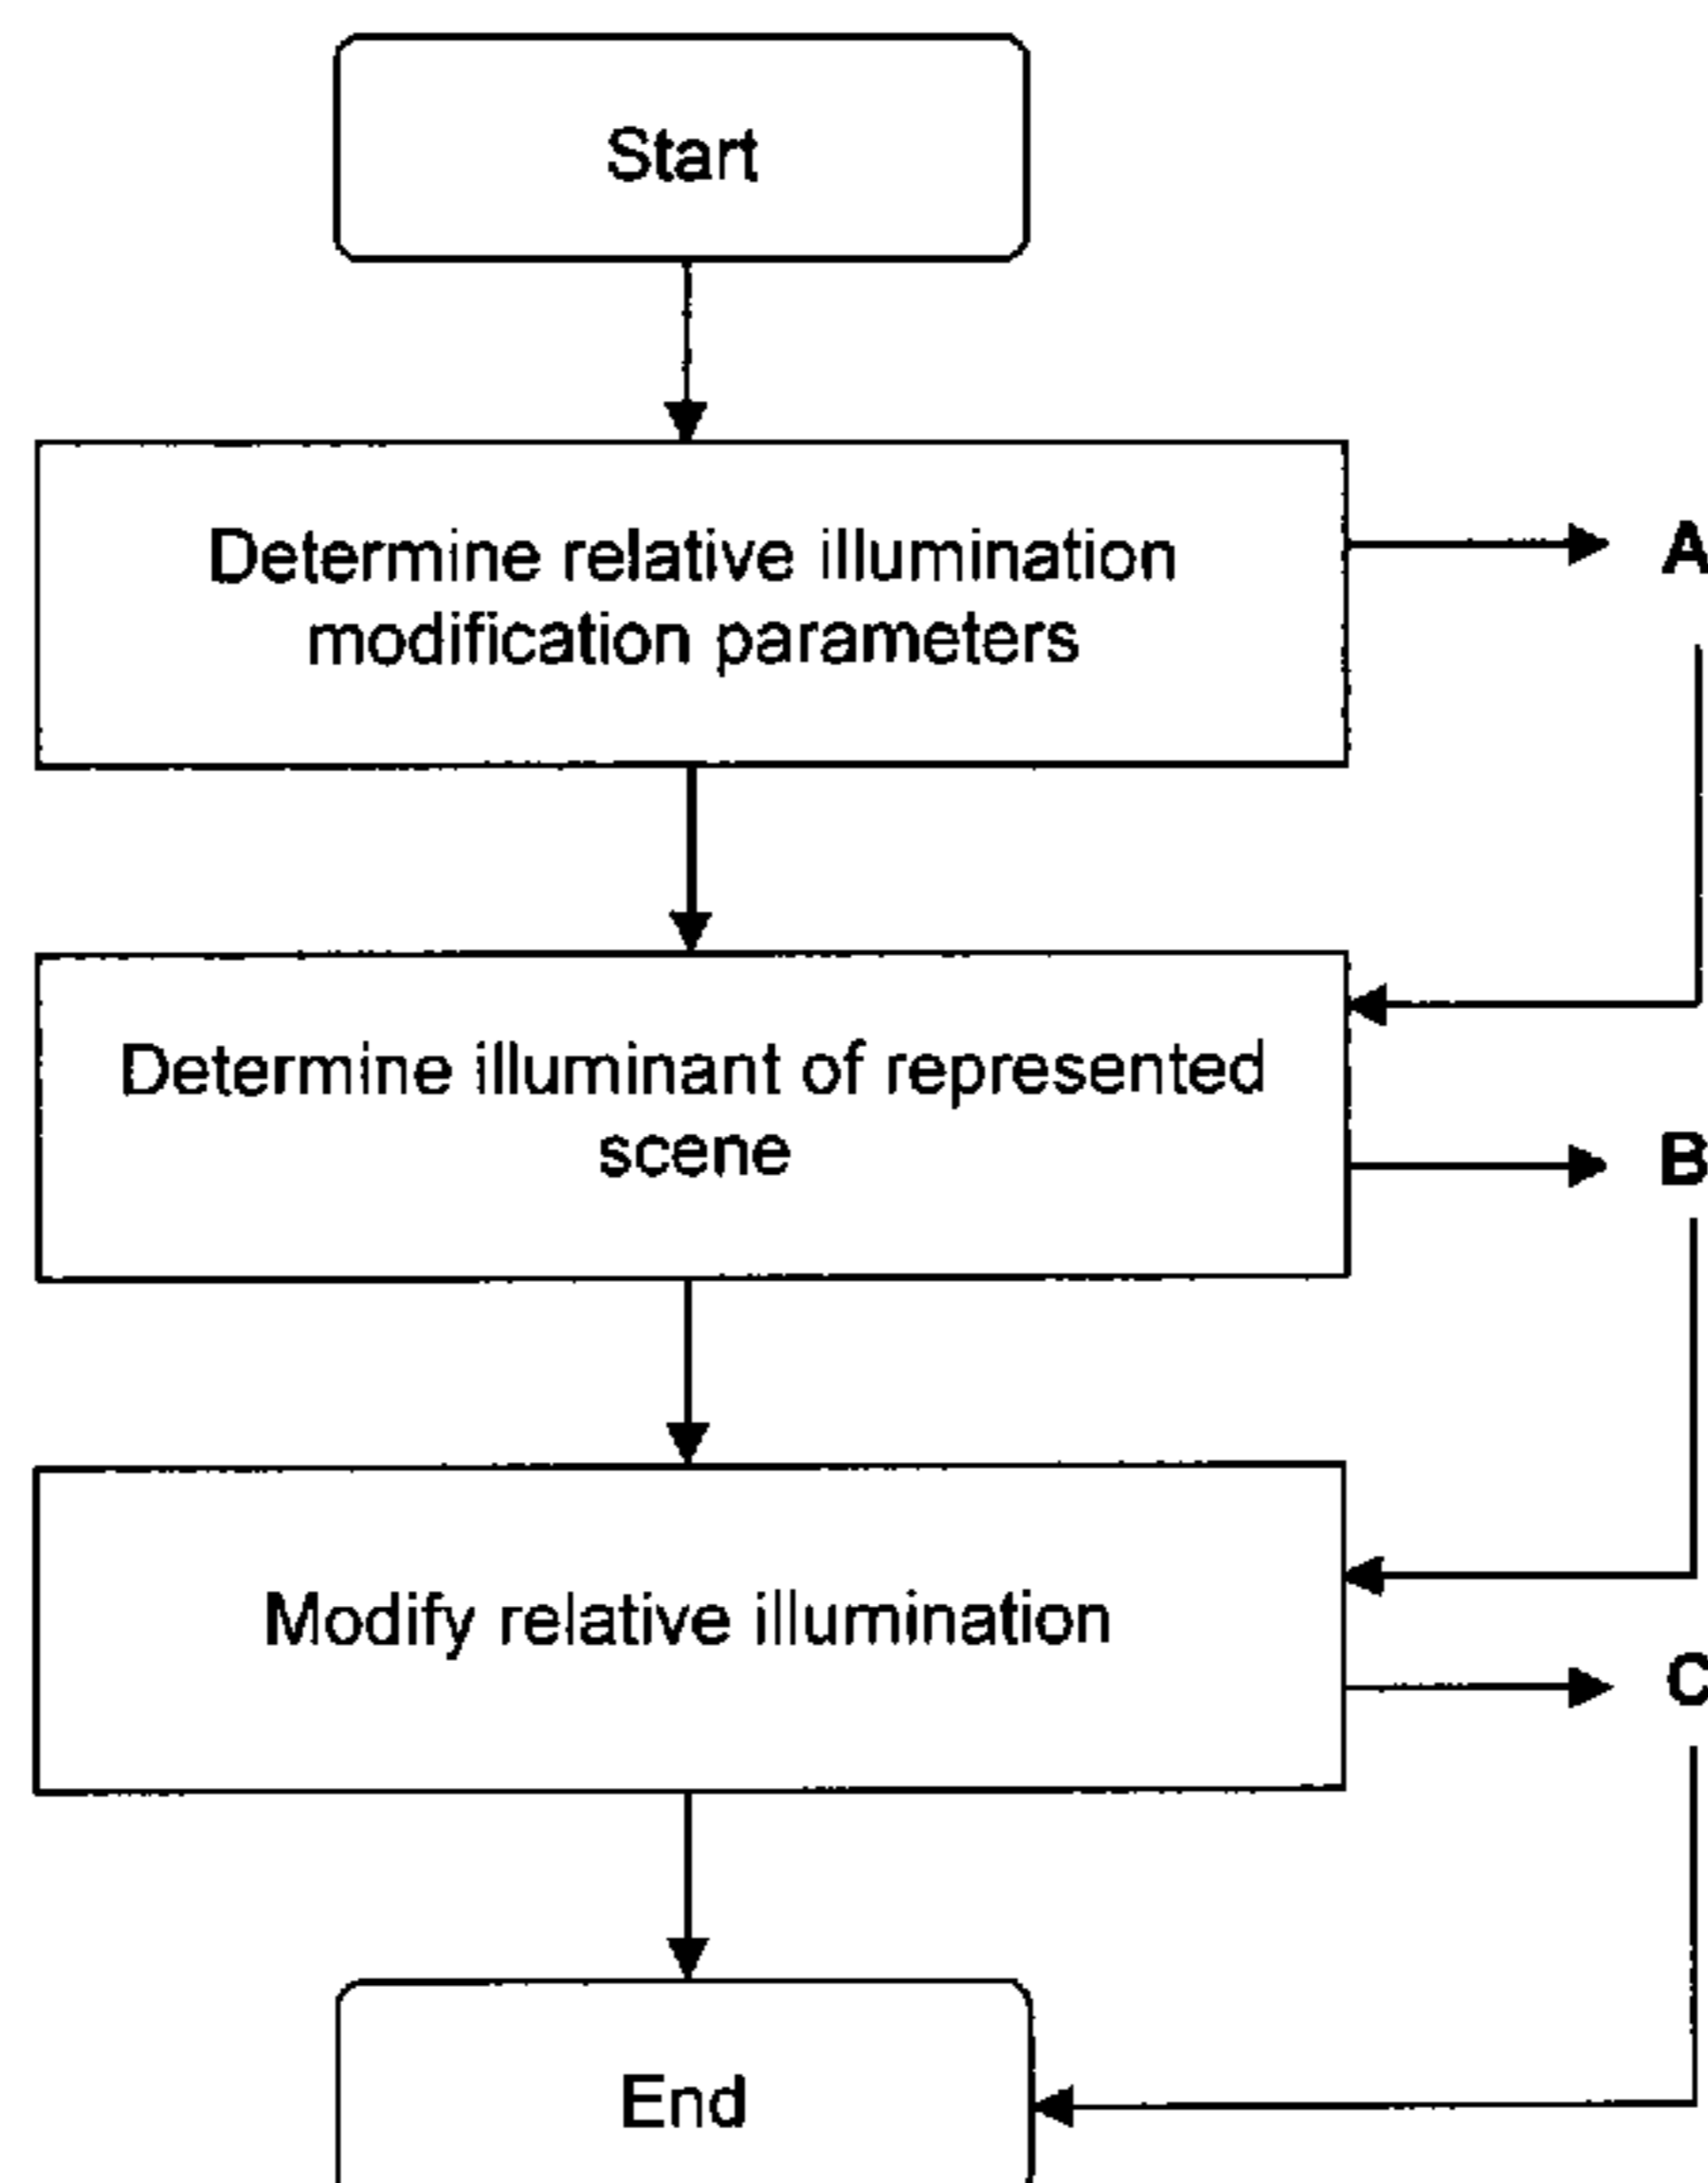 Start
Determine relative illumination
modification parameters
A
Determine illuminant of represented
scene
B
Modify relative illumination
C
End